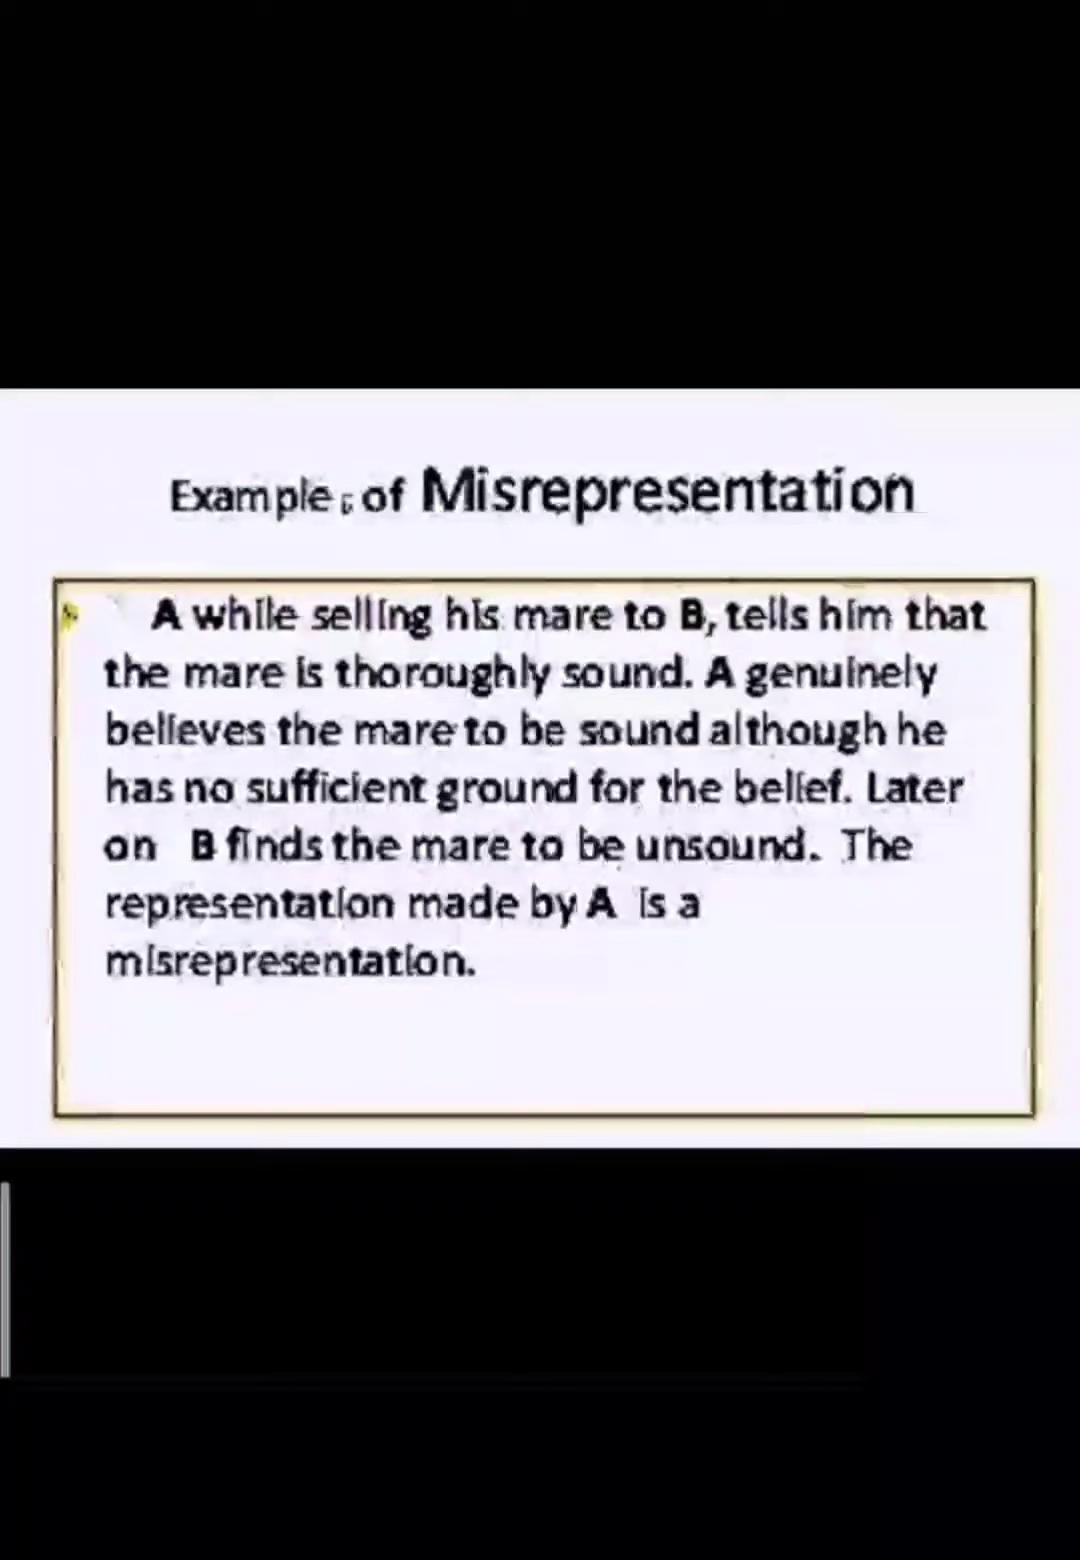 Examples of Misrepresentation
A while selling his mare to B, tells him that
the mare is thoroughly sound. A genuinely
believes the mare to be sound although he
has no sufficient ground for the belief. Later
on B finds the mare to be unsound. The
representation made by A is a
misrepresentation.